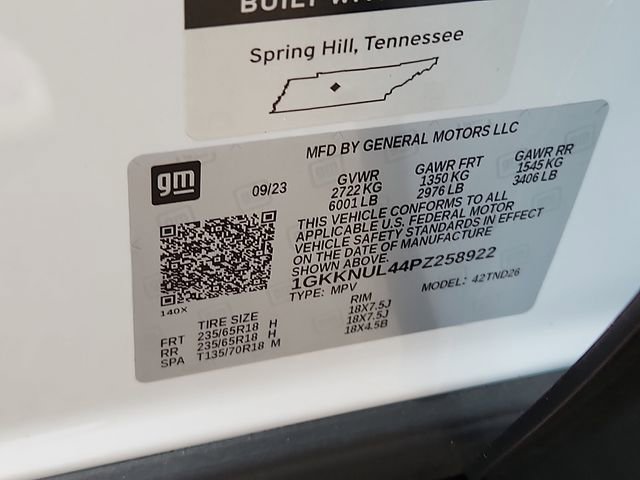 BUILT WITH
Spring Hill, Tennessee
MFD BY GENERAL MOTORS LLC
gm
09/23
GVWR GAWR FRT GAWR RR
2722 KG 1350 KG 1545 KG
6001 LB 2976 LB 3406 LB
THIS VEHICLE CONFORMS TO ALL
APPLICABLE U.S. FEDERAL MOTOR
VEHICLE SAFETY STANDARDS IN EFFECT
ON THE DATE OF MANUFACTURE
SHOWN ABOVE.
1GKKNUL44PZ258922
TYPE: MPV MODEL: 42TND26
140X
TIRE SIZE RIM
FRT 235/65R18 H 18X7.5J
RR 235/65R18 H 18X7.5J
SPA T135/70R18 M 18X4.5B